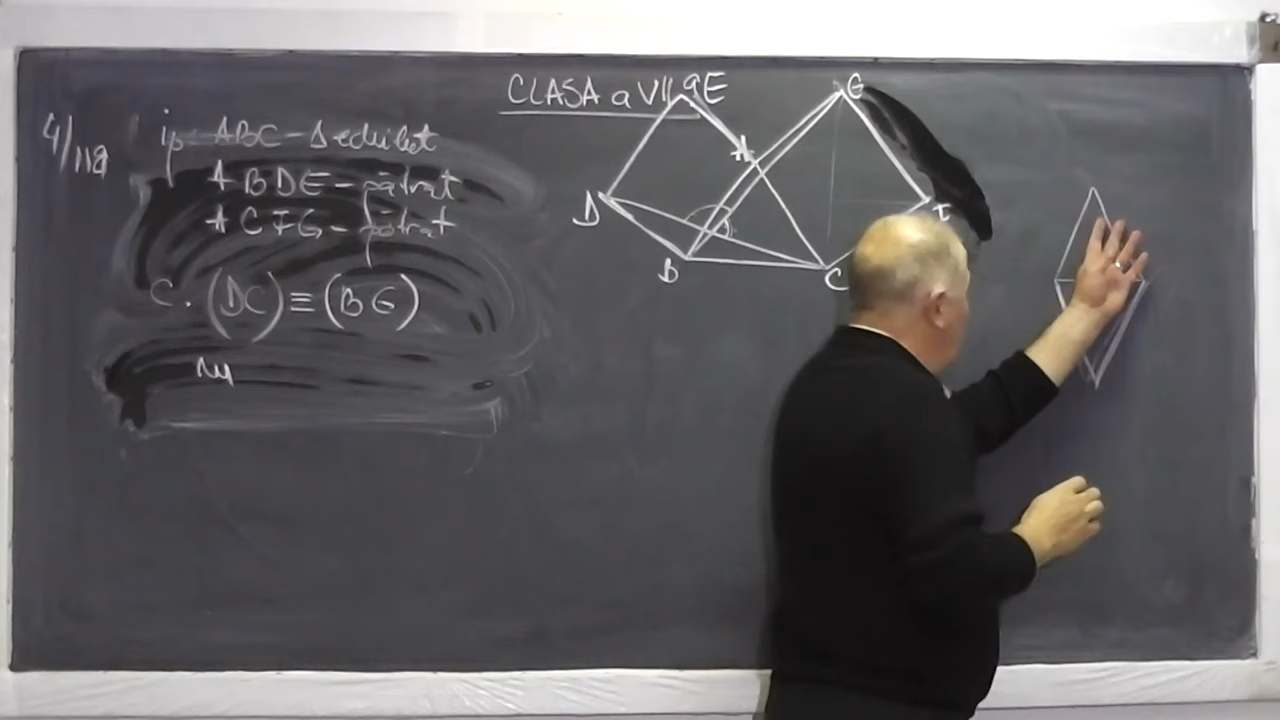 CLASA a VII a
4/118
ip: ABC - Δ echilat
ABDE - pătrat
ACFG - pătrat
C. (DC) ≡ (BG)
E
G
A
D
F
B
C